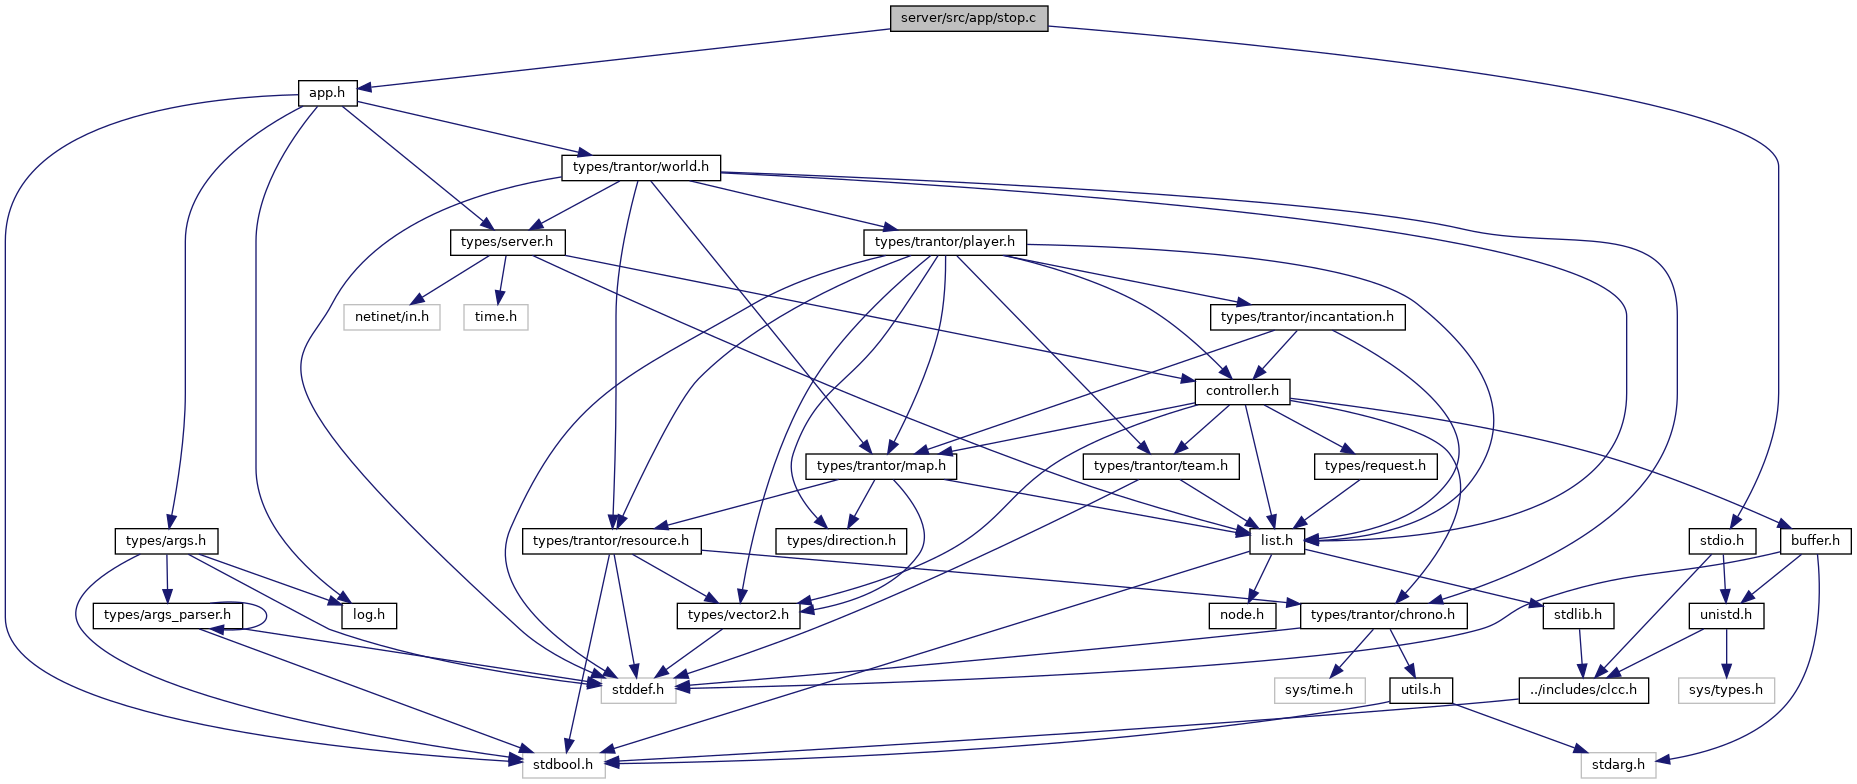 server/src/app/stop.c
app.h
types/trantor/world.h
types/server.h
types/trantor/player.h
netinet/in.h
time.h
types/trantor/incantation.h
controller.h
types/trantor/map.h
types/trantor/team.h
types/request.h
types/args.h
types/trantor/resource.h
types/direction.h
list.h
stdio.h
buffer.h
types/args_parser.h
log.h
types/vector2.h
node.h
types/trantor/chrono.h
stdlib.h
unistd.h
stddef.h
sys/time.h
utils.h
../includes/clcc.h
sys/types.h
stdbool.h
stdarg.h